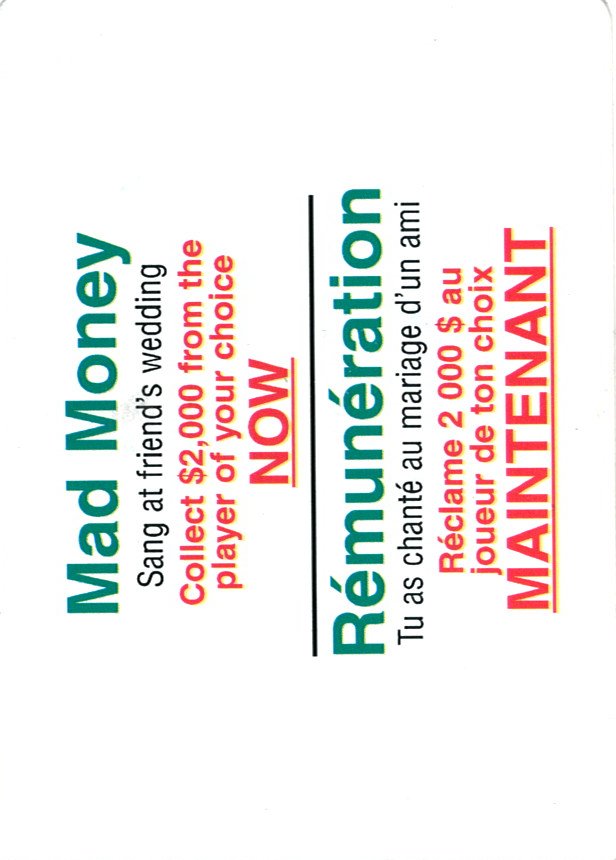 Mad Money
Sang at friend's wedding
Collect $2,000 from the
player of your choice
NOW
Rémunération
Tu as chanté au mariage d'un ami
Réclame 2 000 $ au
joueur de ton choix
MAINTENANT